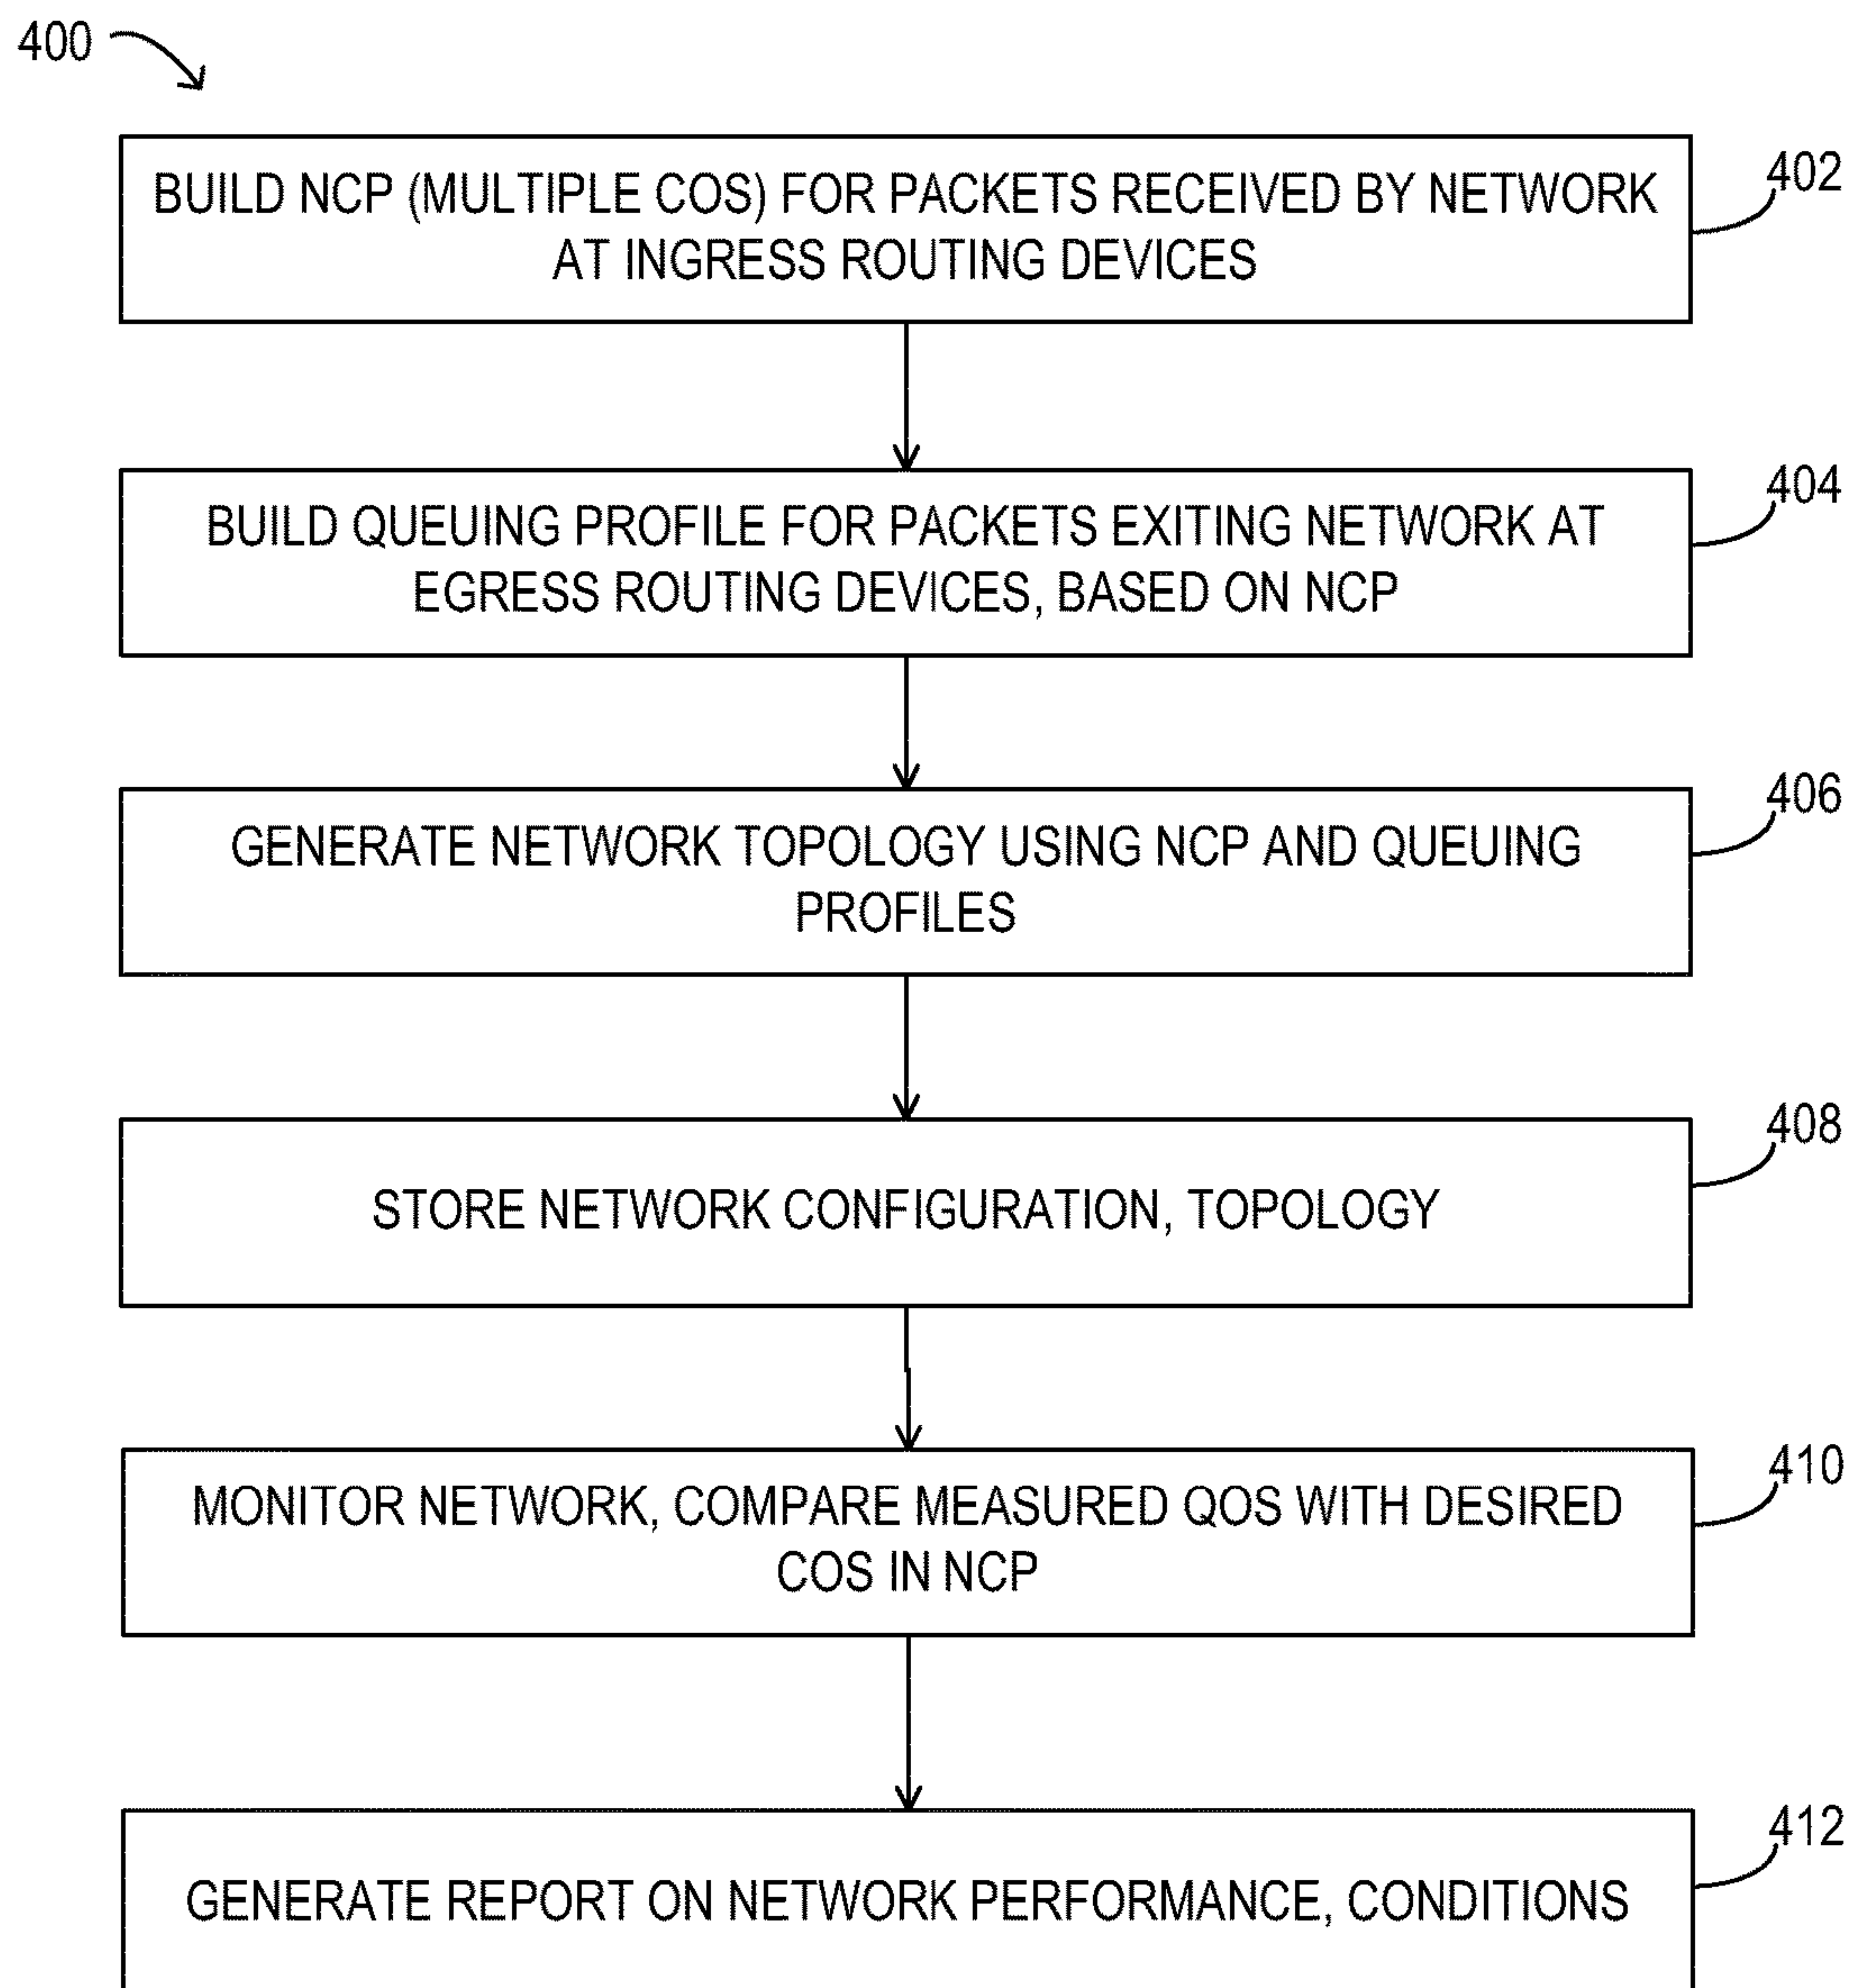 400
BUILD NCP (MULTIPLE COS) FOR PACKETS RECEIVED BY NETWORK
AT INGRESS ROUTING DEVICES
402
BUILD QUEUING PROFILE FOR PACKETS EXITING NETWORK AT
EGRESS ROUTING DEVICES, BASED ON NCP
404
GENERATE NETWORK TOPOLOGY USING NCP AND QUEUING
PROFILES
406
STORE NETWORK CONFIGURATION, TOPOLOGY
408
MONITOR NETWORK, COMPARE MEASURED QOS WITH DESIRED
COS IN NCP
410
GENERATE REPORT ON NETWORK PERFORMANCE, CONDITIONS
412